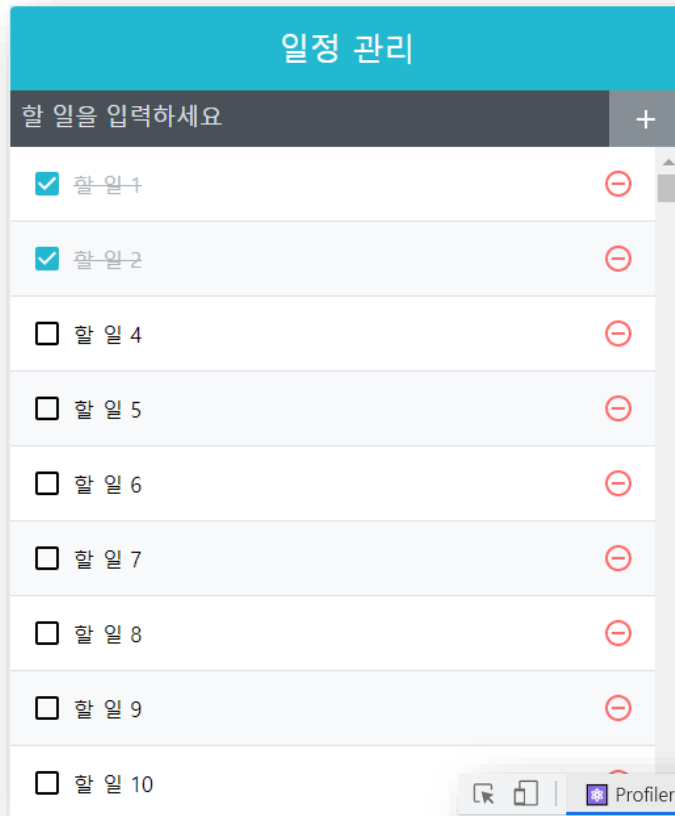 일정 관리
할 일을 입력하세요
할 일 1
할 일 2
할 일 4
할 일 5
할 일 6
할 일 7
할 일 8
할 일 9
할 일 10
Profiler